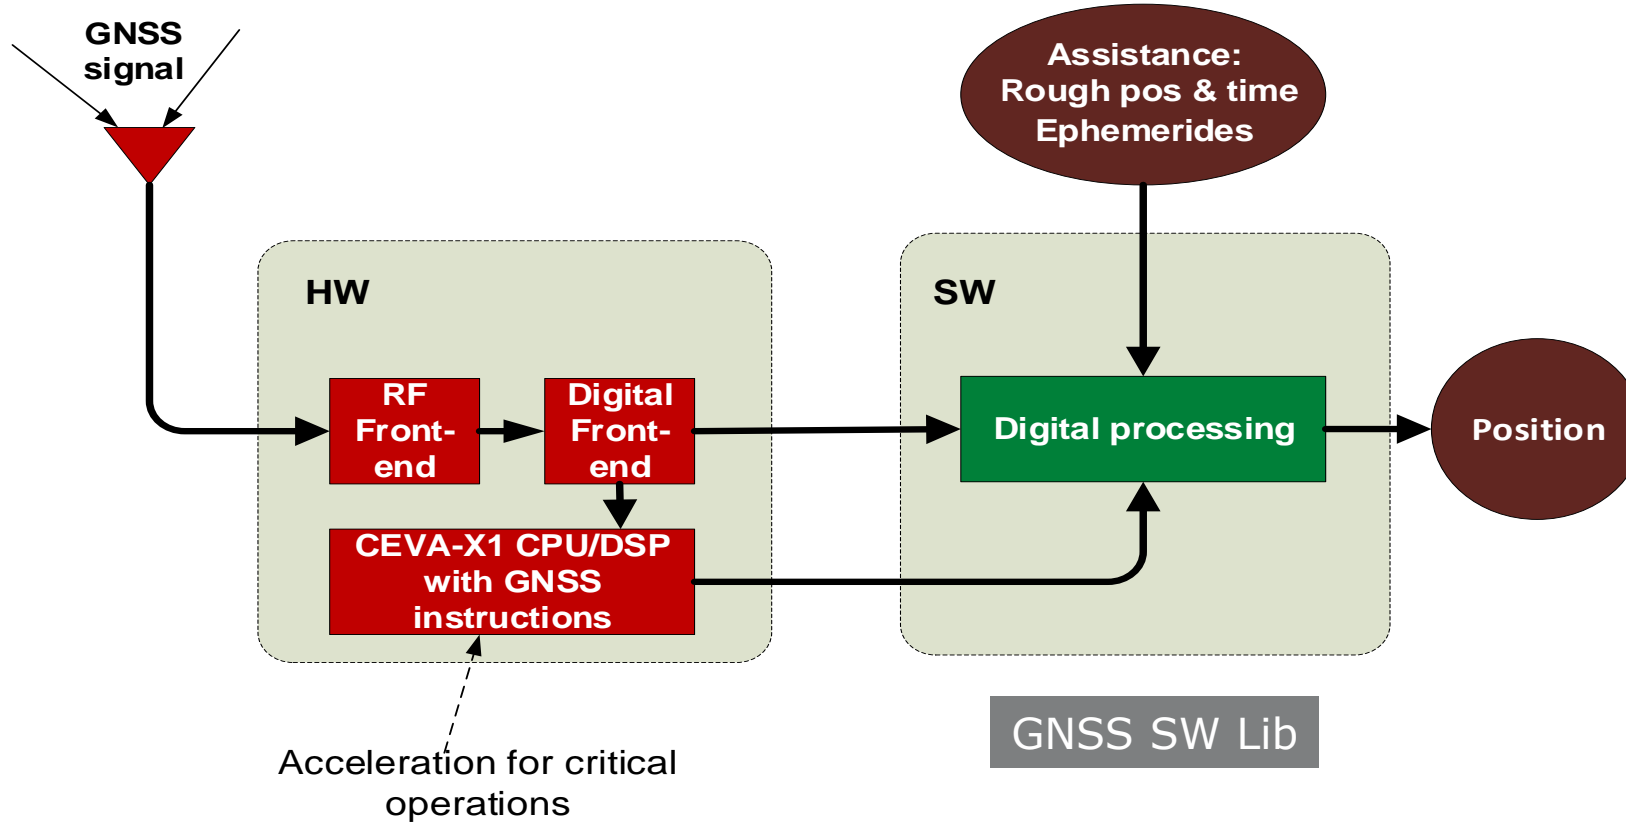 GNSS
signal
Assistance:
Rough pos & time
Ephemerides
HW
SW
RF
Front-
end
Digital
Front-
end
Digital processing
Position
CEVA-X1 CPU/DSP
with GNSS
instructions
GNSS SW Lib
Acceleration for critical
operations